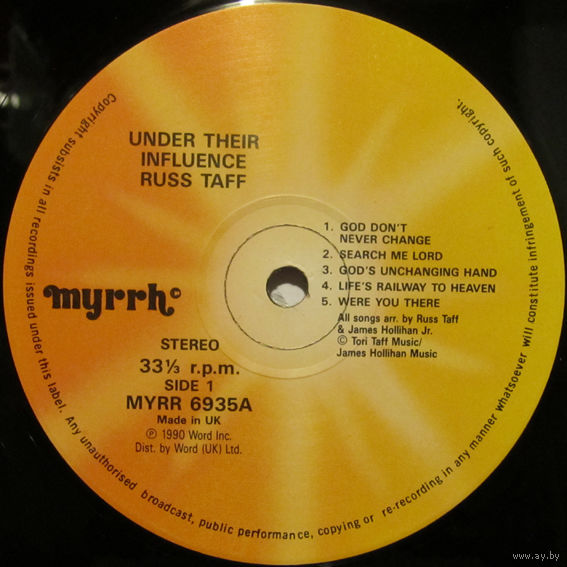 UNDER THEIR
INFLUENCE
RUSS TAFF
1. GOD DON'T
NEVER CHANGE
2. SEARCH ME LORD
3. GOD'S UNCHANGING HAND
4. LIFE'S RAILWAY TO HEAVEN
5. WERE YOU THERE
All songs arr. by Russ Taff
& James Hollihan Jr.
© Tori Taff Music/
James Hollihan Music
myrrh©
STEREO
33⅓ r.p.m.
SIDE 1
MYRR 6935A
Made in UK
℗ 1990 Word Inc.
Dist. by Word (UK) Ltd.
Copyright subsists in all recordings issued under this label. Any unauthorised broadcast, public performance, copying or re-recording in any manner whatsoever will constitute infringement of such copyright.
www.ay.by